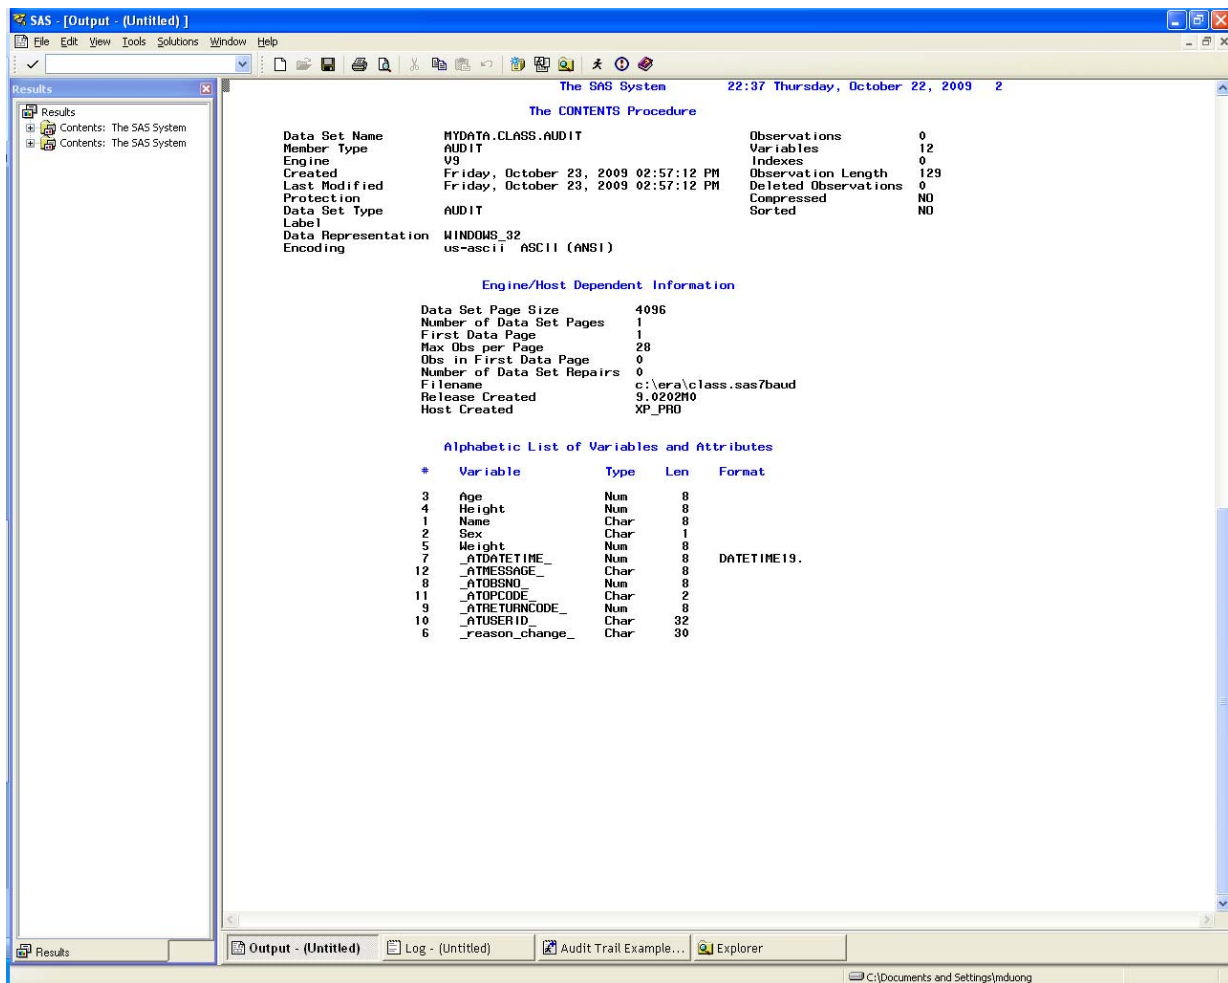 SAS - [Output - (Untitled) ]
File Edit View Tools Solutions Window Help
Results
Results
Contents: The SAS System
Contents: The SAS System
The SAS System 22:37 Thursday, October 22, 2009 2
The CONTENTS Procedure
Data Set Name MYDATA.CLASS.AUDIT Observations 0
Member Type AUDIT Variables 12
Engine V9 Indexes 0
Created Friday, October 23, 2009 02:57:12 PM Observation Length 129
Last Modified Friday, October 23, 2009 02:57:12 PM Deleted Observations 0
Protection Compressed NO
Data Set Type AUDIT Sorted NO
Label
Data Representation WINDOWS_32
Encoding us-ascii ASCII (ANSI)
Engine/Host Dependent Information
Data Set Page Size 4096
Number of Data Set Pages 1
First Data Page 1
Max Obs per Page 28
Obs in First Data Page 0
Number of Data Set Repairs 0
Filename c:\era\class.sas7baud
Release Created 9.0202M0
Host Created XP_PRO
Alphabetic List of Variables and Attributes
# Variable Type Len Format
3 Age Num 8
4 Height Num 8
1 Name Char 8
2 Sex Char 1
5 Weight Num 8
7 _ATDATETIME_ Num 8 DATETIME19.
12 _ATMESSAGE_ Char 8
8 _ATOBSNO_ Num 8
11 _ATOPCODE_ Char 2
9 _ATRETURNCODE_ Num 8
10 _ATUSERID_ Char 32
6 _reason_change_ Char 30
Results
Output - (Untitled) Log - (Untitled) Audit Trail Example... Explorer
C:\Documents and Settings\mduong